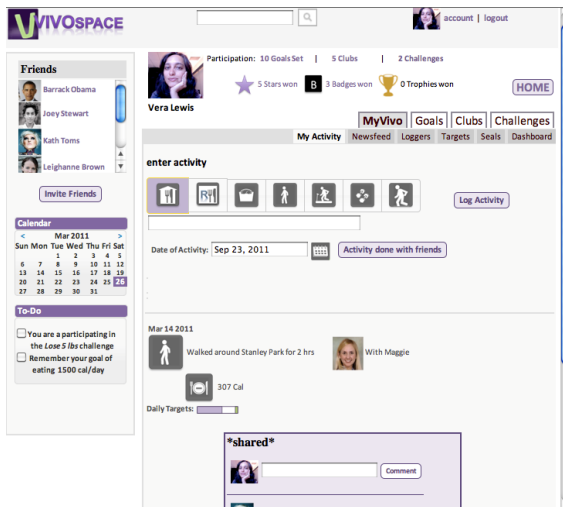 VIVOSPACE
account | logout
Friends
Barrack Obama
Joey Stewart
Kath Toms
Leighanne Brown
Invite Friends
Calendar
< Mar 2011 >
Sun Mon Tue Wed Thu Fri Sat
1 2 3 4 5
6 7 8 9 10 11 12
13 14 15 16 17 18 19
20 21 22 23 24 25 26
27 28 29 30 31
To-Do
You are a participating in
the Lose 5 lbs challenge
Remember your goal of
eating 1500 cal/day
Participation: 10 Goals Set | 5 Clubs | 2 Challenges
5 Stars won B 3 Badges won 0 Trophies won
HOME
Vera Lewis
MyVivo Goals Clubs Challenges
My Activity Newsfeed Loggers Targets Seals Dashboard
enter activity
R
Log Activity
Date of Activity: Sep 23, 2011 Activity done with friends
Mar 14 2011
Walked around Stanley Park for 2 hrs With Maggie
307 Cal
Daily Targets:
*shared*
Comment